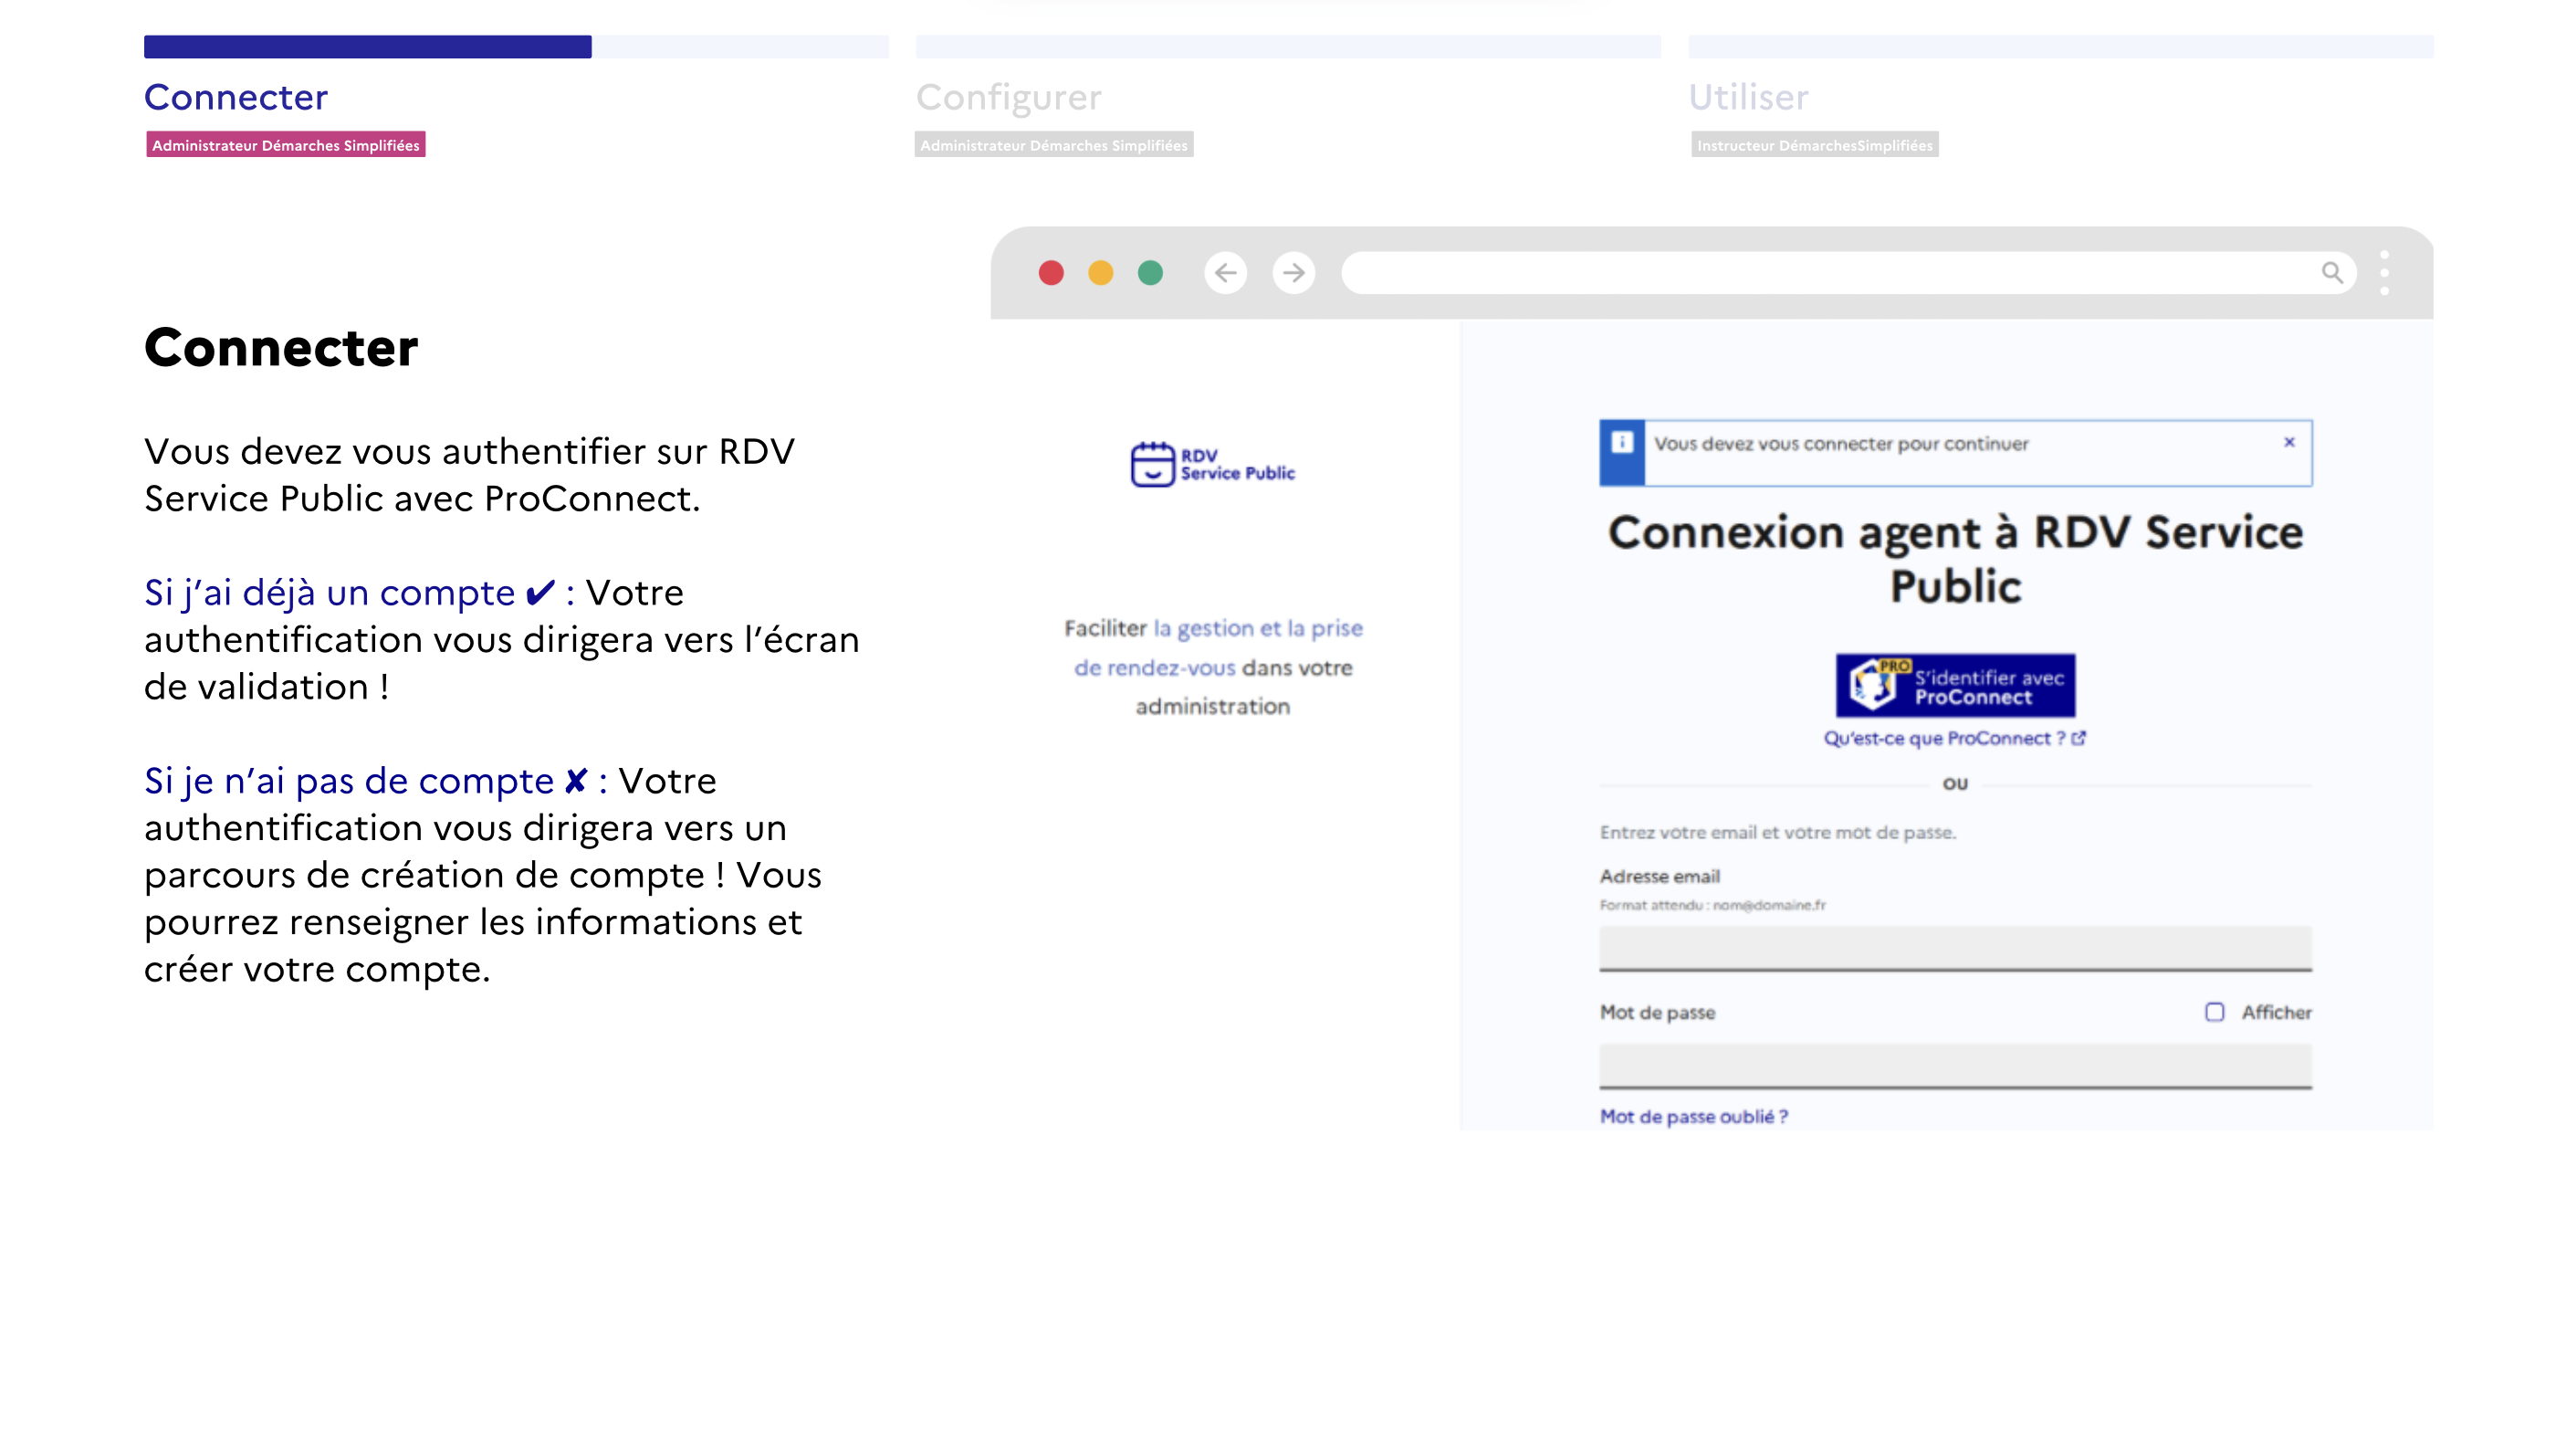 Connecter
Administrateur Démarches Simplifiées
Configurer
Administrateur Démarches Simplifiées
Utiliser
Instructeur DémarchesSimplifiées
Connecter
Vous devez vous authentifier sur RDV
Service Public avec ProConnect.
Si j’ai déjà un compte ✔ : Votre
authentification vous dirigera vers l’écran
de validation !
Si je n’ai pas de compte ✘ : Votre
authentification vous dirigera vers un
parcours de création de compte ! Vous
pourrez renseigner les informations et
créer votre compte.
RDV
Service Public
Faciliter la gestion et la prise
de rendez-vous dans votre
administration
Vous devez vous connecter pour continuer
Connexion agent à RDV Service
Public
PRO
S’identifier avec
ProConnect
Qu’est-ce que ProConnect ?
OU
Entrez votre email et votre mot de passe.
Adresse email
Format attendu : nom@domaine.fr
Mot de passe
Afficher
Mot de passe oublié ?